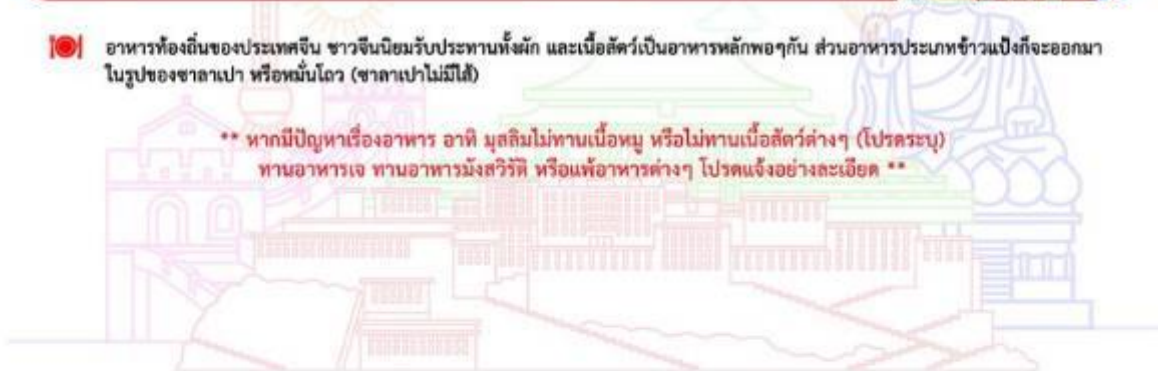 อาหารท้องถิ่นของประเทศจีน ชาวจีนนิยมรับประทานทั้งผัก และเนื้อสัตว์เป็นอาหารหลักพอๆกัน ส่วนอาหารประเภทข้าวแป้งก็จะออกมา
ในรูปของซาลาเปา หรือหมั่นโถว (ซาลาเปาไม่มีไส้)
** หากมีปัญหาเรื่องอาหาร อาทิ มุสลิมไม่ทานเนื้อหมู หรือไม่ทานเนื้อสัตว์ต่างๆ (โปรดระบุ)
ทานอาหารเจ ทานอาหารมังสวิรัติ หรือแพ้อาหารต่างๆ โปรดแจ้งอย่างละเอียด **